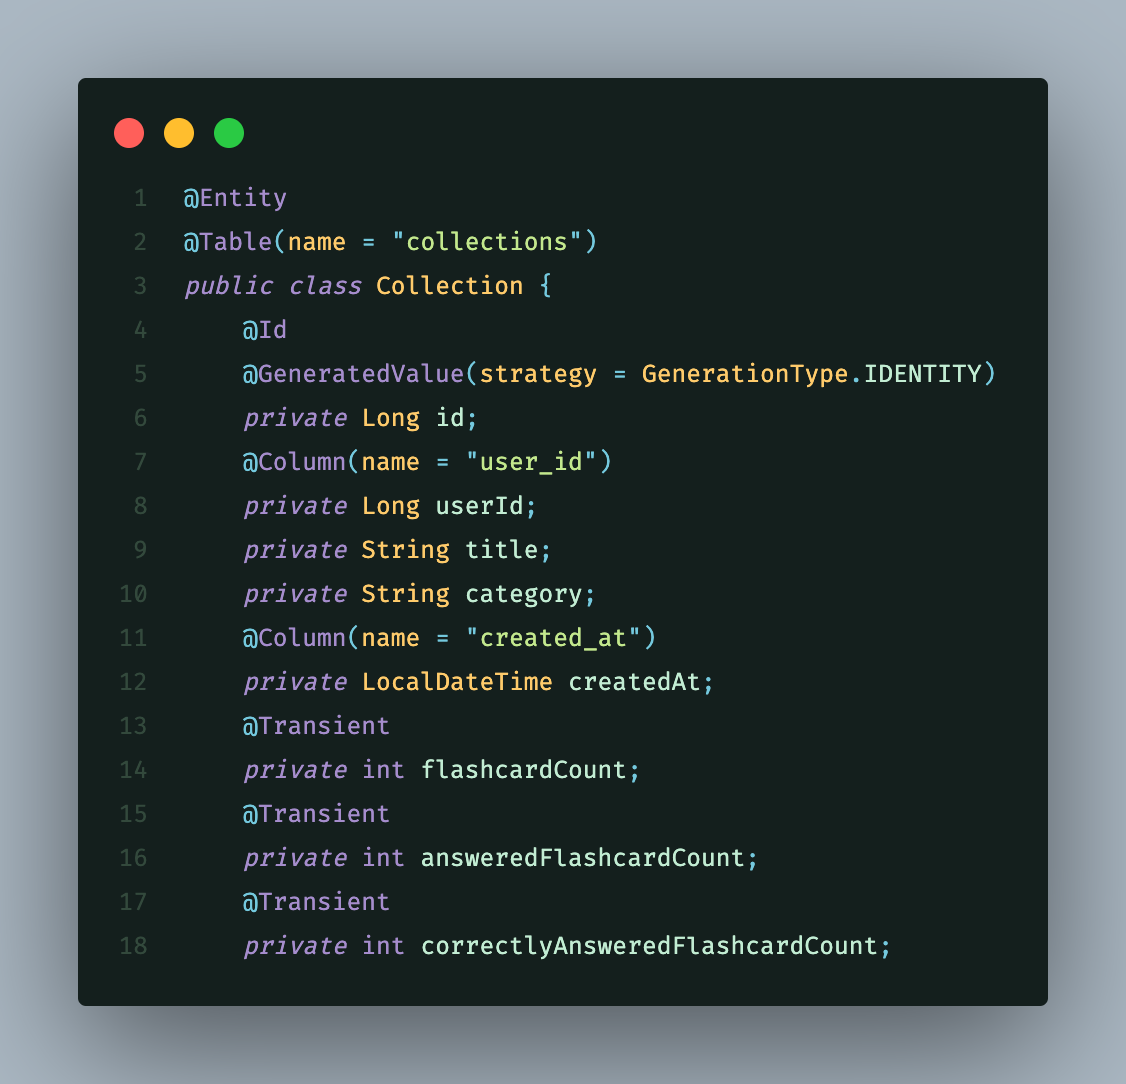 1 @Entity
2 @Table(name = "collections")
3 public class Collection {
4     @Id
5     @GeneratedValue(strategy = GenerationType.IDENTITY)
6     private Long id;
7     @Column(name = "user_id")
8     private Long userId;
9     private String title;
10     private String category;
11     @Column(name = "created_at")
12     private LocalDateTime createdAt;
13     @Transient
14     private int flashcardCount;
15     @Transient
16     private int answeredFlashcardCount;
17     @Transient
18     private int correctlyAnsweredFlashcardCount;